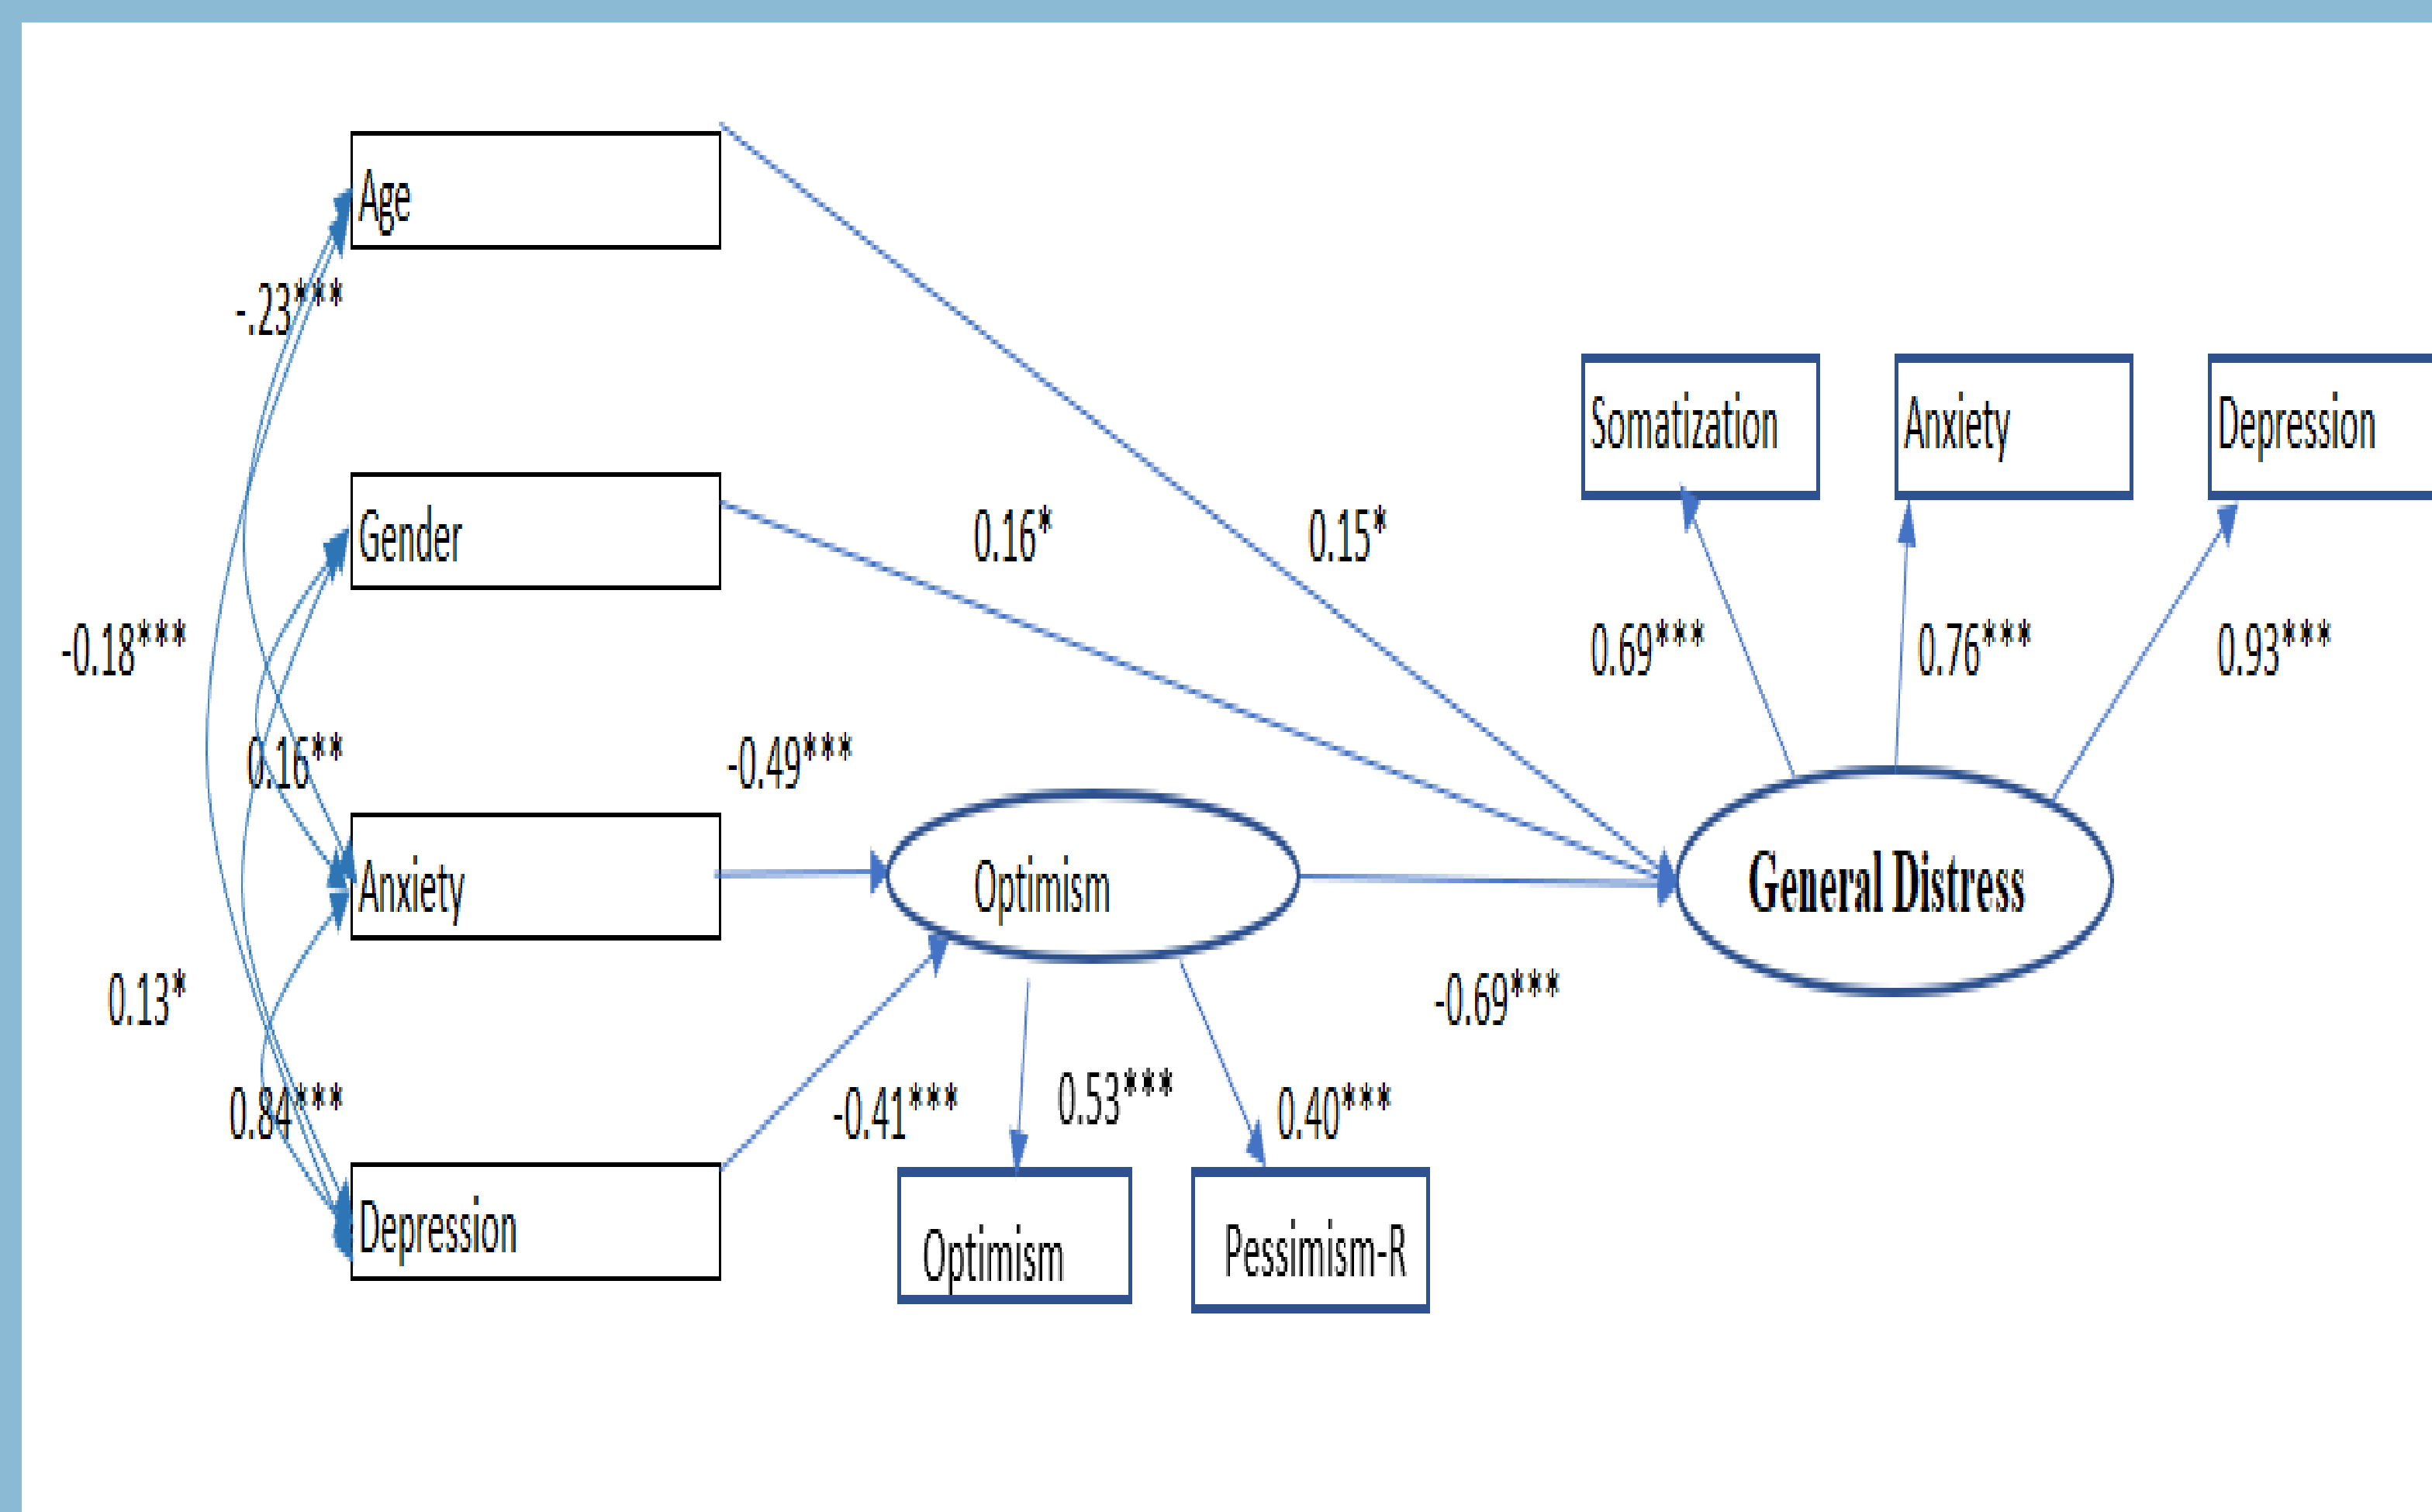 Age
-.23***
Somatization
Anxiety
Depression
Gender
0.16*
0.15*
-0.18***
0.69***
0.76***
0.93***
0.16**
-0.49***
Anxiety
Optimism
General Distress
0.13*
-0.69***
0.84***
-0.41***
0.53***
0.40***
Depression
Optimism
Pessimism-R